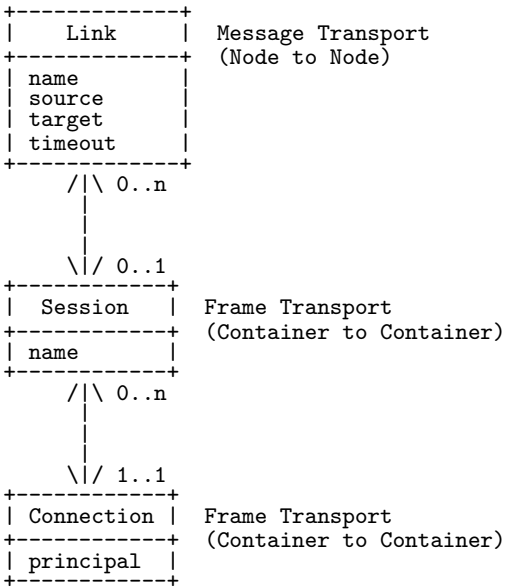 Link Message Transport
(Node to Node)
name
source
target
timeout
0..n
0..1
Session Frame Transport
(Container to Container)
name
0..n
1..1
Connection Frame Transport
(Container to Container)
principal